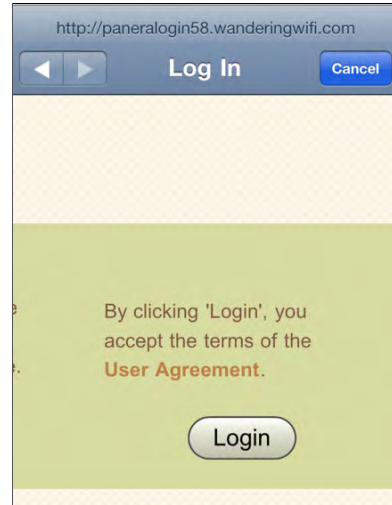 http://paneralogin58.wanderingwifi.com
Log In
Cancel
By clicking 'Login', you
accept the terms of the
e.
User Agreement.
Login